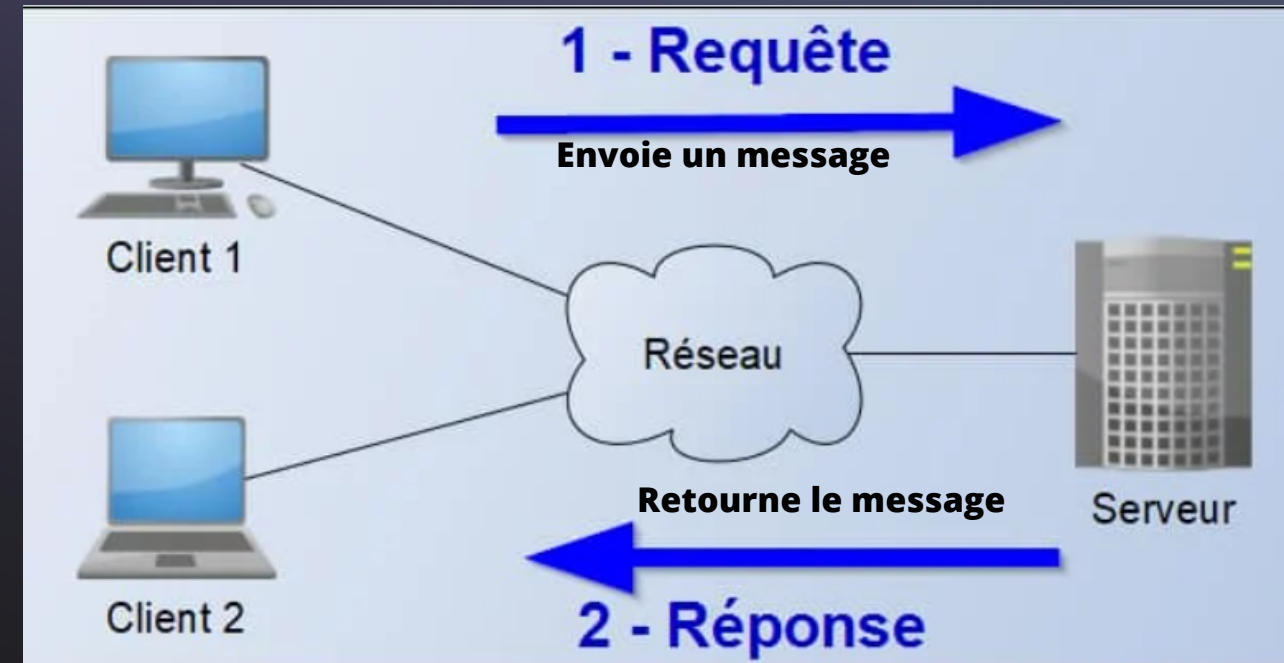 1 - Requête
Envoie un message
Client 1
Réseau
Retourne le message
Serveur
Client 2
2 - Réponse